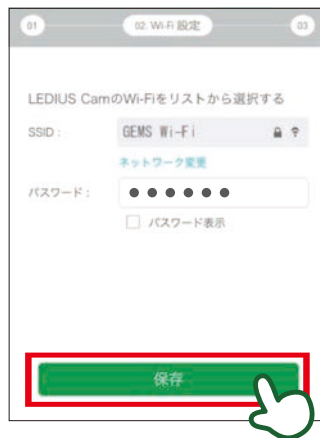 01
02. Wi-Fi 設定
03
LEDIUS CamのWi-Fiをリストから選択する
SSID :
GEMS Wi-Fi
ネットワーク変更
パスワード :
●●●●●●
パスワード表示
保存